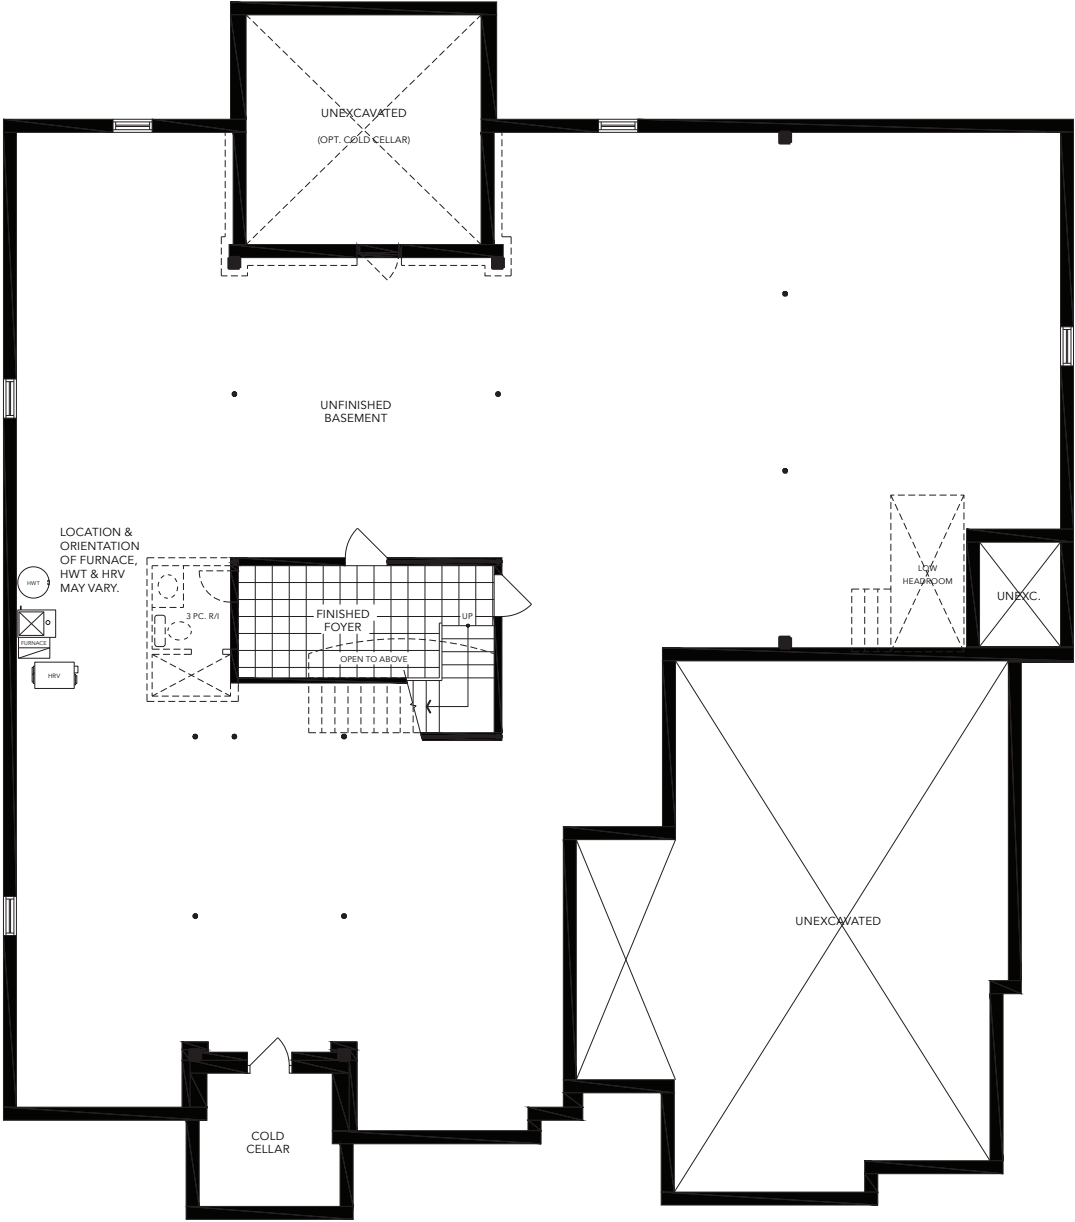 UNEXCAVATED
(OPT. COLD CELLAR)
UNFINISHED
BASEMENT
LOCATION &
ORIENTATION
OF FURNACE,
HWT & HRV
MAY VARY.
HWT
FURNACE
HRV
3 PC. R/I
FINISHED
FOYER
UP
OPEN TO ABOVE
LOW
HEADROOM
UNEXC.
UNEXCAVATED
COLD
CELLAR